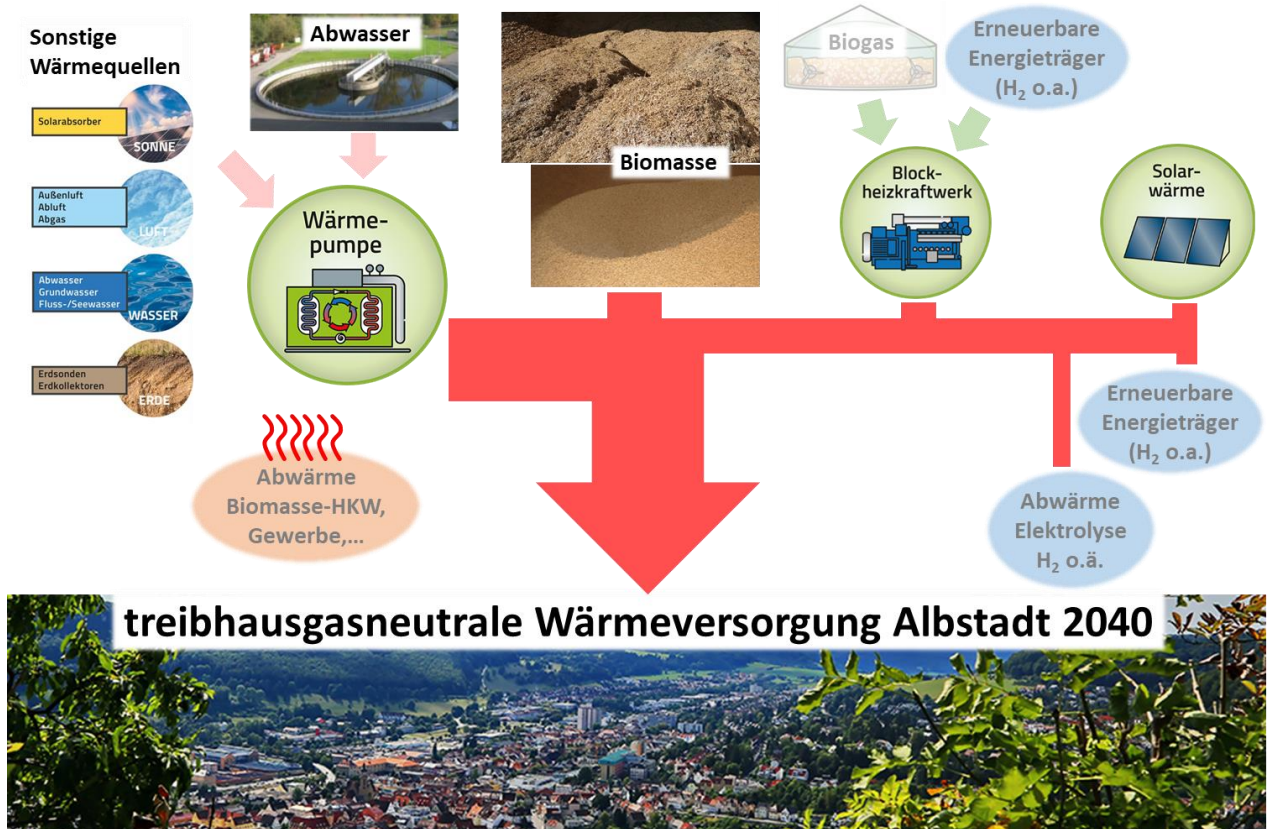 Sonstige
Wärmequellen
Solarabsorber
SONNE
Außenluft
Abluft
Abgas
LUFT
Abwasser
Grundwasser
Fluss-/Seewasser
WASSER
Erdsonden
Erdkollektoren
ERDE
Abwasser
Wärme-
pumpe
Abwärme
Biomasse-HKW,
Gewerbe,...
Biomasse
Biogas
Erneuerbare
Energieträger
(H₂ o.a.)
Block-
heizkraftwerk
Solar-
wärme
Erneuerbare
Energieträger
(H₂ o.a.)
Abwärme
Elektrolyse
H₂ o.ä.
treibhausgasneutrale Wärmeversorgung Albstadt 2040